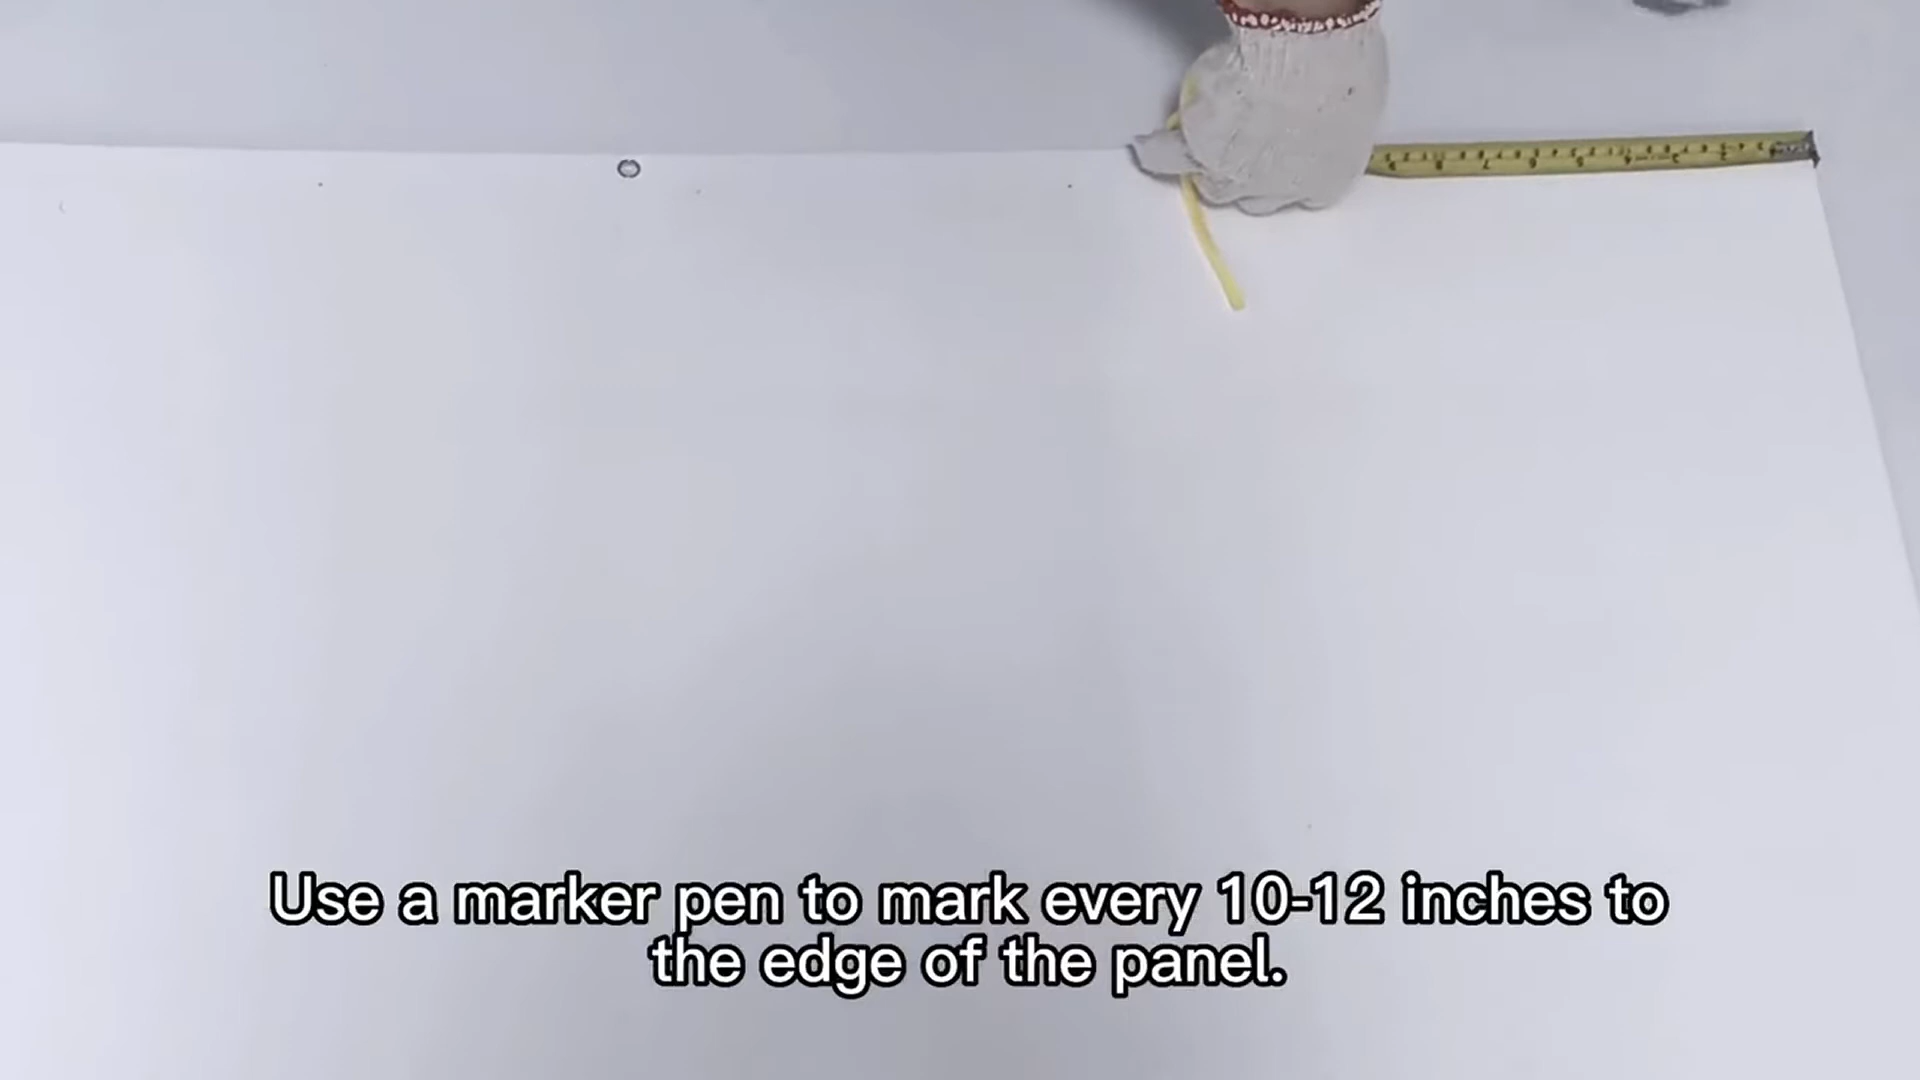 Use a marker pen to mark every 10-12 inches to
the edge of the panel.